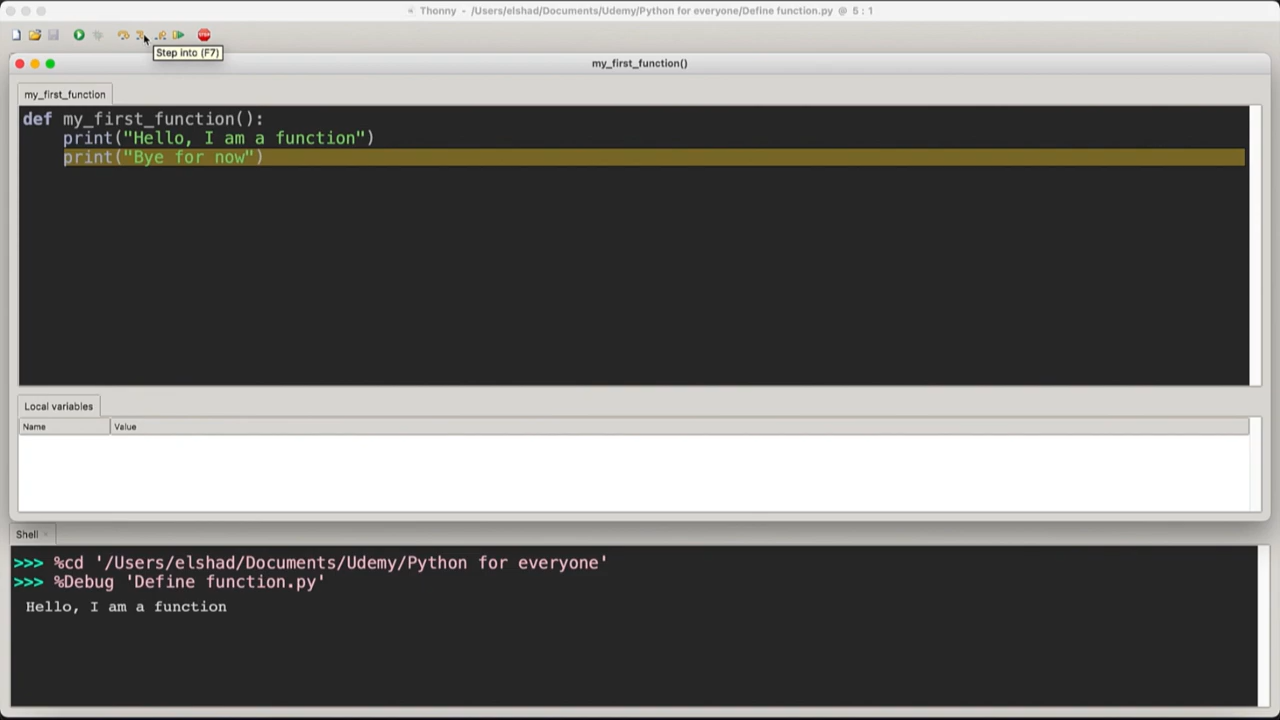 Thonny - /Users/elshad/Documents/Udemy/Python for everyone/Define function.py @ 5 : 1
STOP
Step into (F7)
my_first_function()
my_first_function
def my_first_function():
    print("Hello, I am a function")
    print("Bye for now")
Local variables
Name Value
Shell
>>> %cd '/Users/elshad/Documents/Udemy/Python for everyone'
>>> %Debug 'Define function.py'
Hello, I am a function